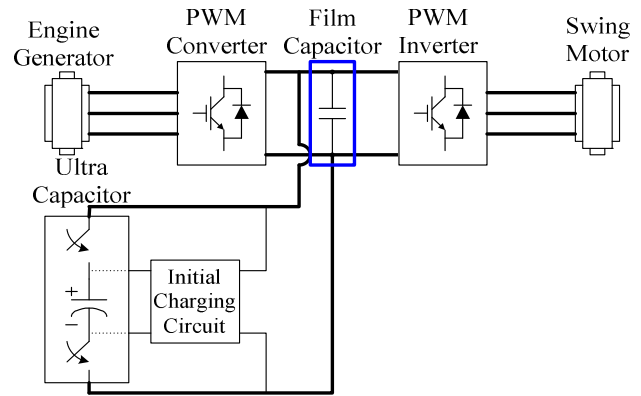 Engine
Generator
PWM
Converter
Film
Capacitor
PWM
Inverter
Swing
Motor
Ultra
Capacitor
+
−
Initial
Charging
Circuit